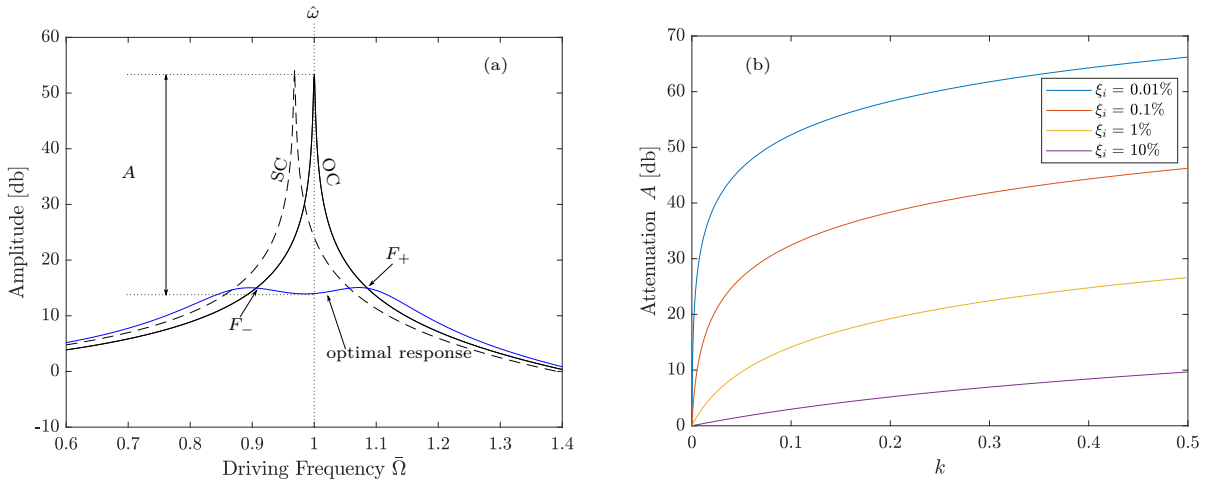 ω̂
60
50
40
30
20
10
0
-10
Amplitude [db]
(a)
A
SC
OC
F+
F−
optimal response
0.6 0.7 0.8 0.9 1 1.1 1.2 1.3 1.4
Driving Frequency Ω̄
70
60
50
40
30
20
10
0
Attenuation A [db]
(b)
ξi = 0.01%
ξi = 0.1%
ξi = 1%
ξi = 10%
0 0.1 0.2 0.3 0.4 0.5
k